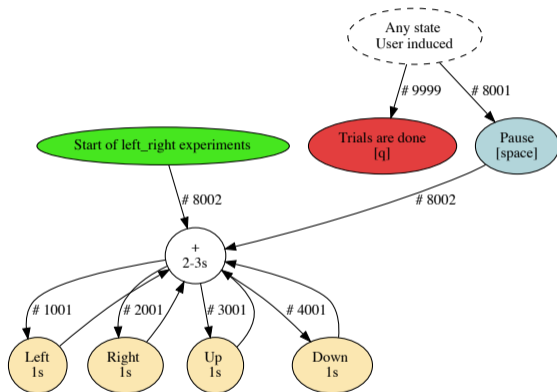 Any state
User induced
# 9999
# 8001
Start of left_right experiments
Trials are done
[q]
Pause
[space]
# 8002
# 8002
+
2-3s
# 1001
# 2001
# 3001
# 4001
Left
1s
Right
1s
Up
1s
Down
1s